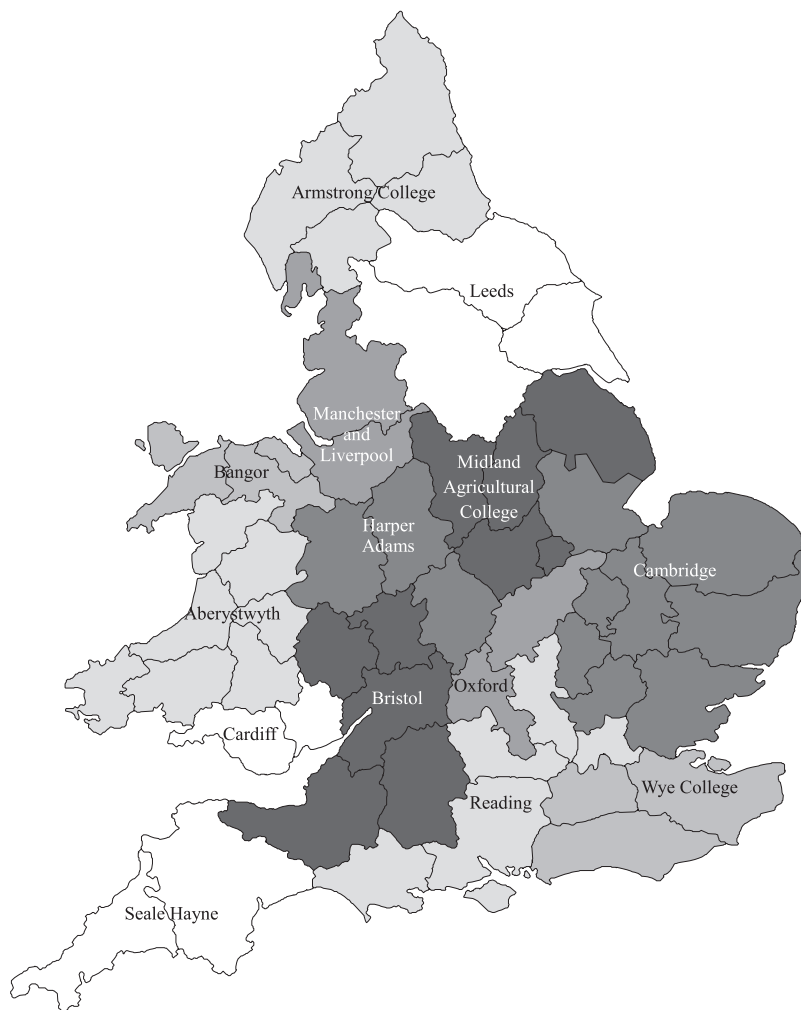 Armstrong College
Leeds
Manchester
and
Liverpool
Bangor
Midland
Agricultural
College
Harper
Adams
Cambridge
Aberystwyth
Oxford
Bristol
Cardiff
Wye College
Reading
Seale Hayne